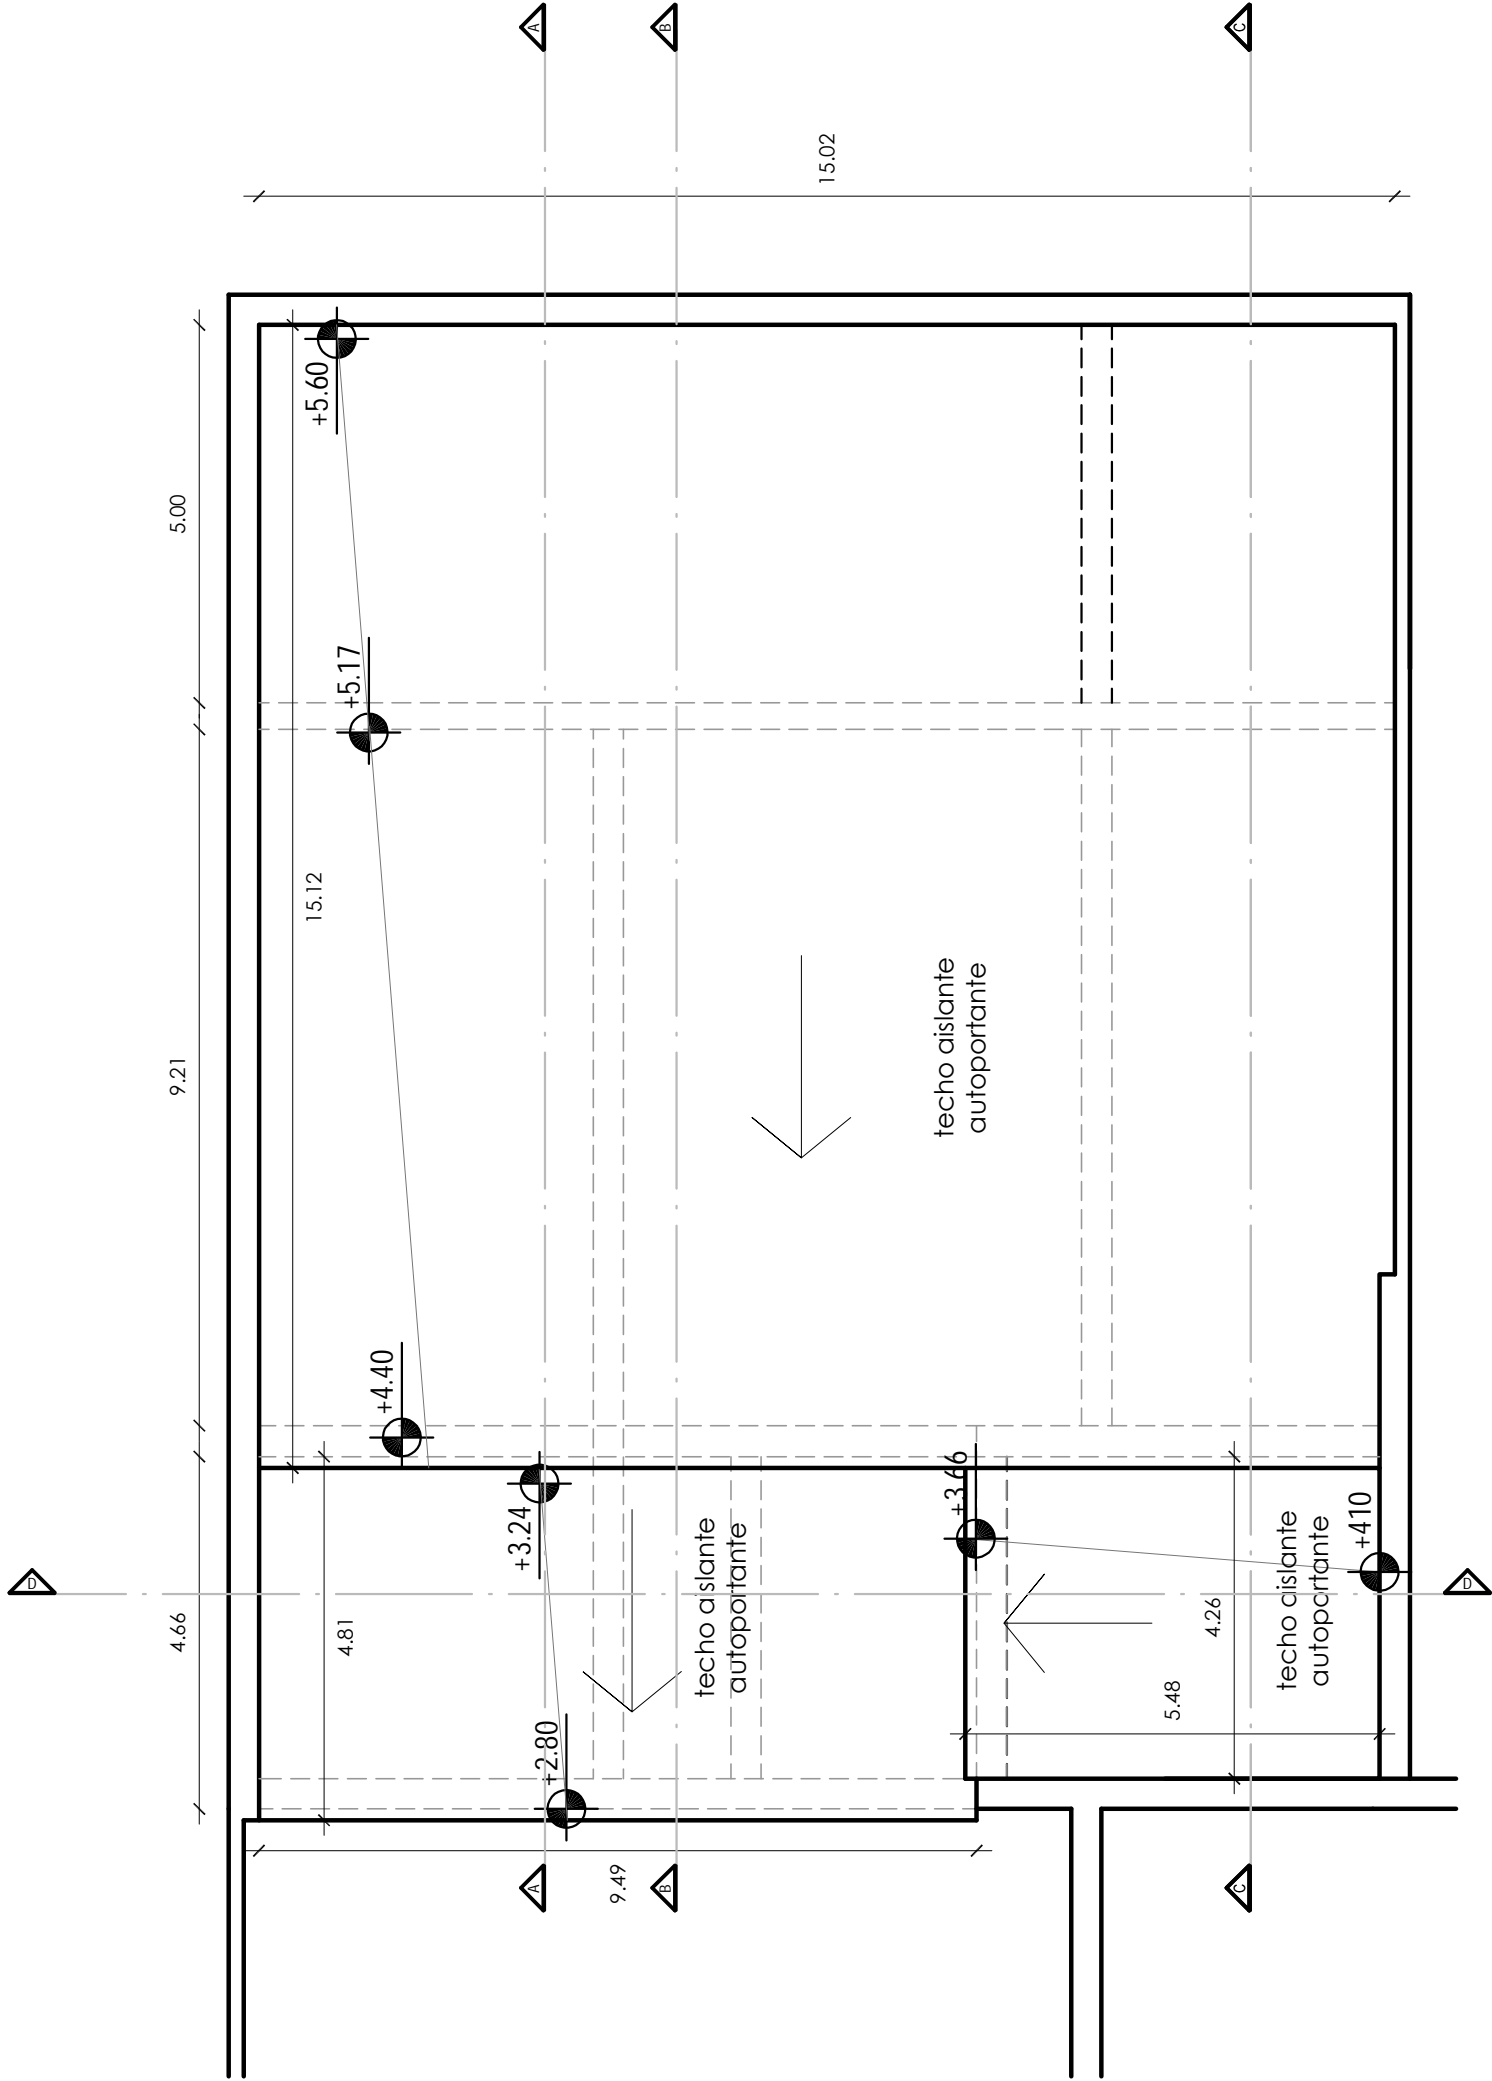 A
B
C
15.02
+5.60
5.00
+5.17
15.12
9.21
techo aislante
autoportante
+4.40
+3.24
+3.66
+410
techo aislante
autoportante
techo aislante
autoportante
D
D
4.66
4.81
4.26
5.48
+2.80
9.49
A
B
C